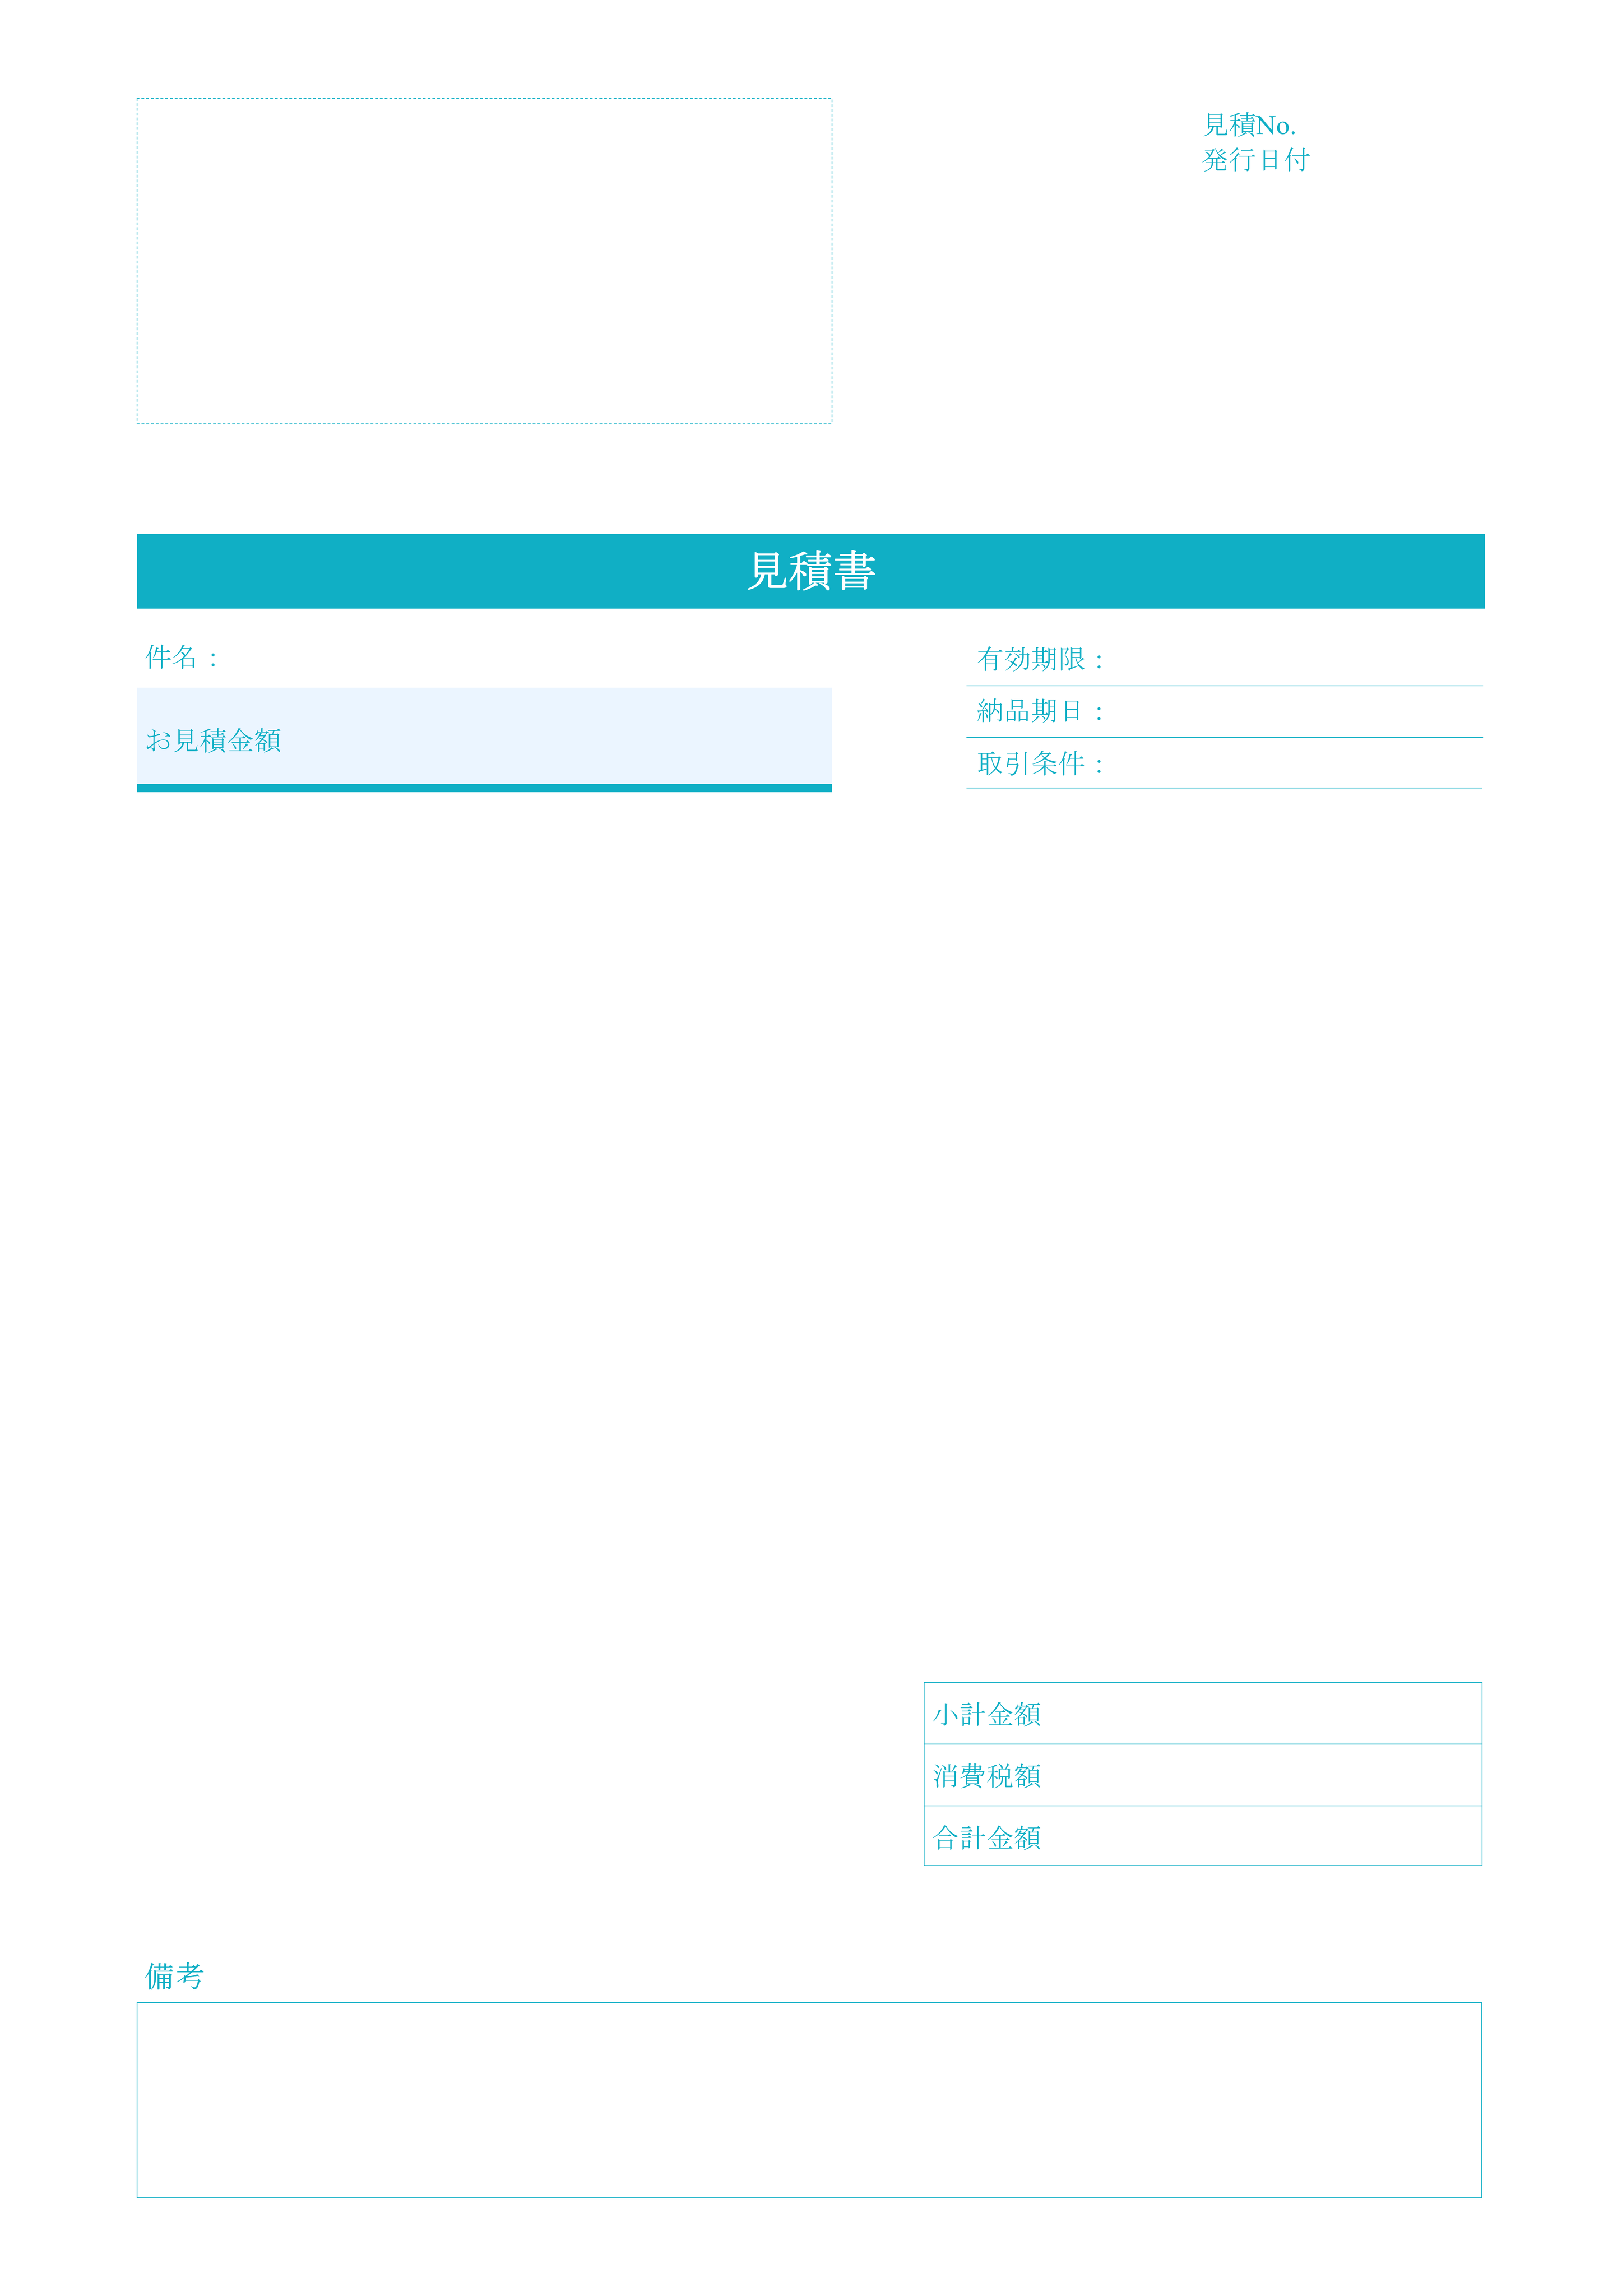 見積No.
発行日付
見積書
件名：
お見積金額
有効期限：
納品期日：
取引条件：
小計金額
消費税額
合計金額
備考